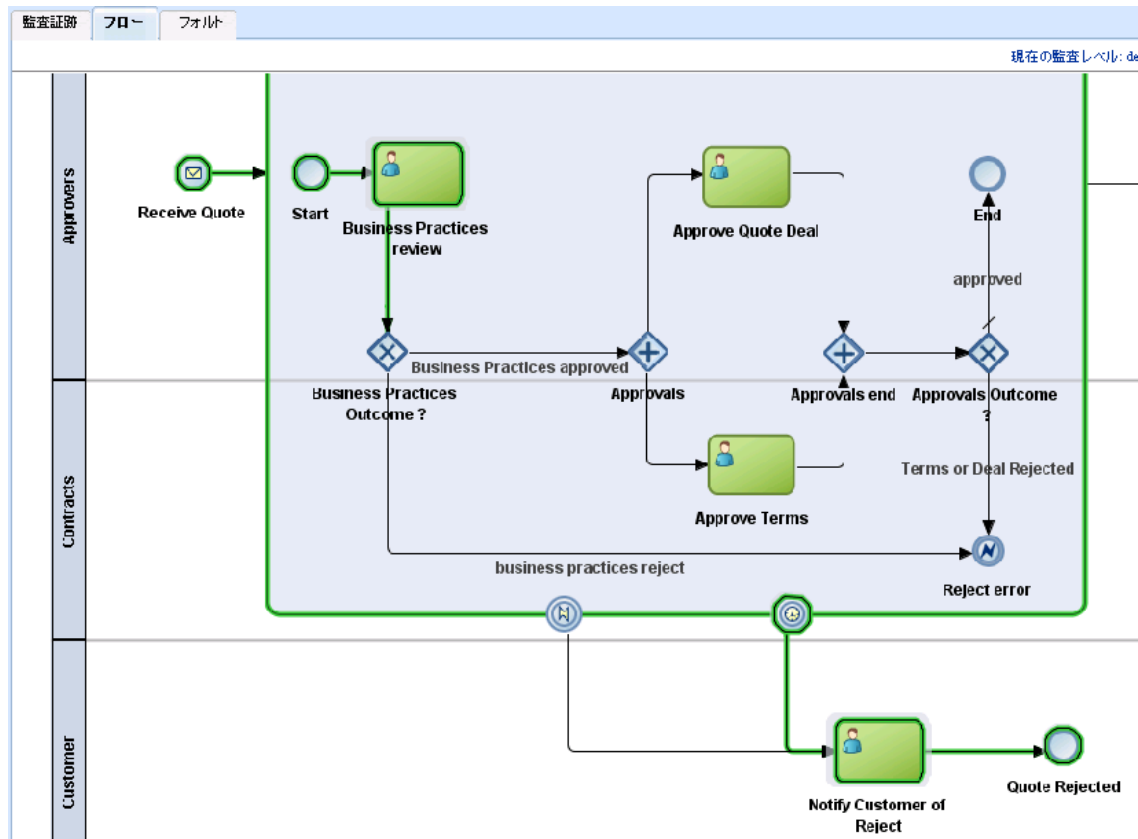 監査証跡
フロー
フォルト
現在の監査レベル: de
Approvers
Receive Quote
Start
Business Practices
review
Approve Quote Deal
End
approved
Business Practices approved
Business Practices
Outcome ?
Approvals
Approvals end
Approvals Outcome
?
Contracts
Terms or Deal Rejected
Approve Terms
business practices reject
Reject error
Customer
Quote Rejected
Notify Customer of
Reject